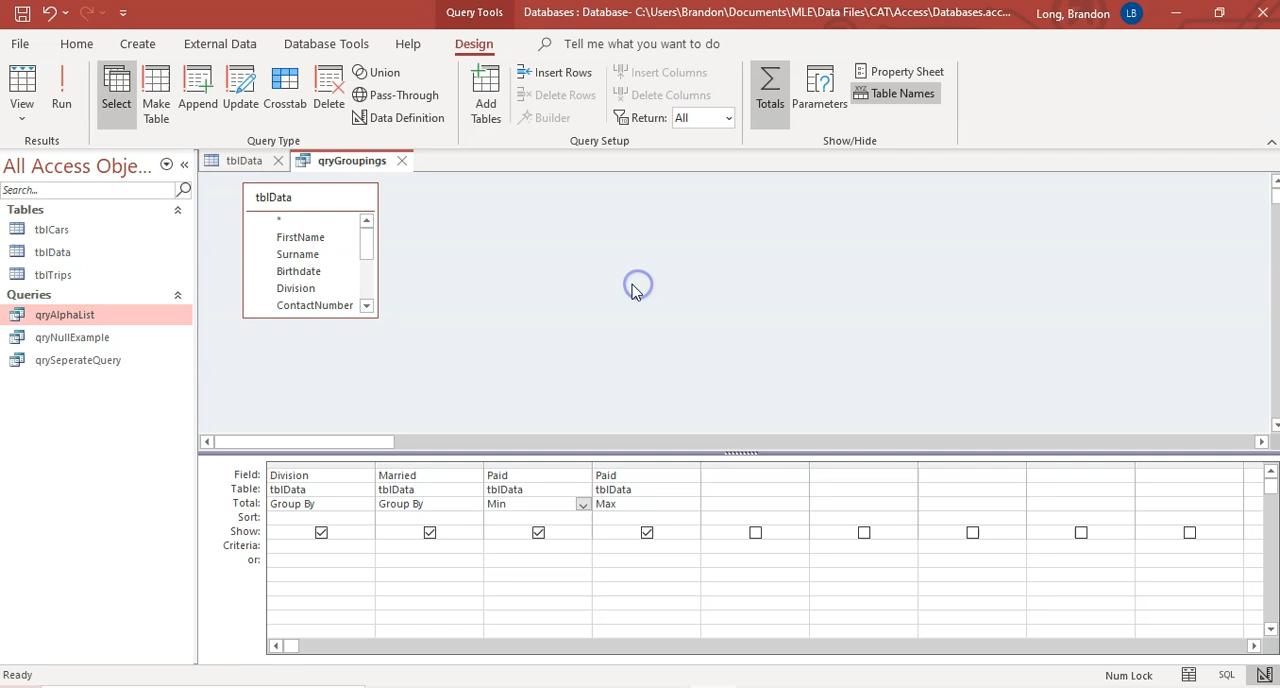 Query Tools
Databases : Database- C:\Users\Brandon\Documents\MLE\Data Files\CAT\Access\Databases.acc...
Long, Brandon
LB
File
Home
Create
External Data
Database Tools
Help
Design
Tell me what you want to do
View
Run
Select
Make Table
Append
Update
Crosstab
Delete
Union
Pass-Through
Data Definition
Add Tables
Insert Rows
Delete Rows
Builder
Insert Columns
Delete Columns
Return: All
Totals
Parameters
Property Sheet
Table Names
Results
Query Type
Query Setup
Show/Hide
All Access Obje...
Search...
Tables
tblCars
tblData
tblTrips
Queries
qryAlphaList
qryNullExample
qrySeperateQuery
tblData
qryGroupings
tblData
*
FirstName
Surname
Birthdate
Division
ContactNumber
Field: Division Married Paid Paid
Table: tblData tblData tblData tblData
Total: Group By Group By Min Max
Sort:
Show:
Criteria:
or:
Ready
Num Lock
SQL